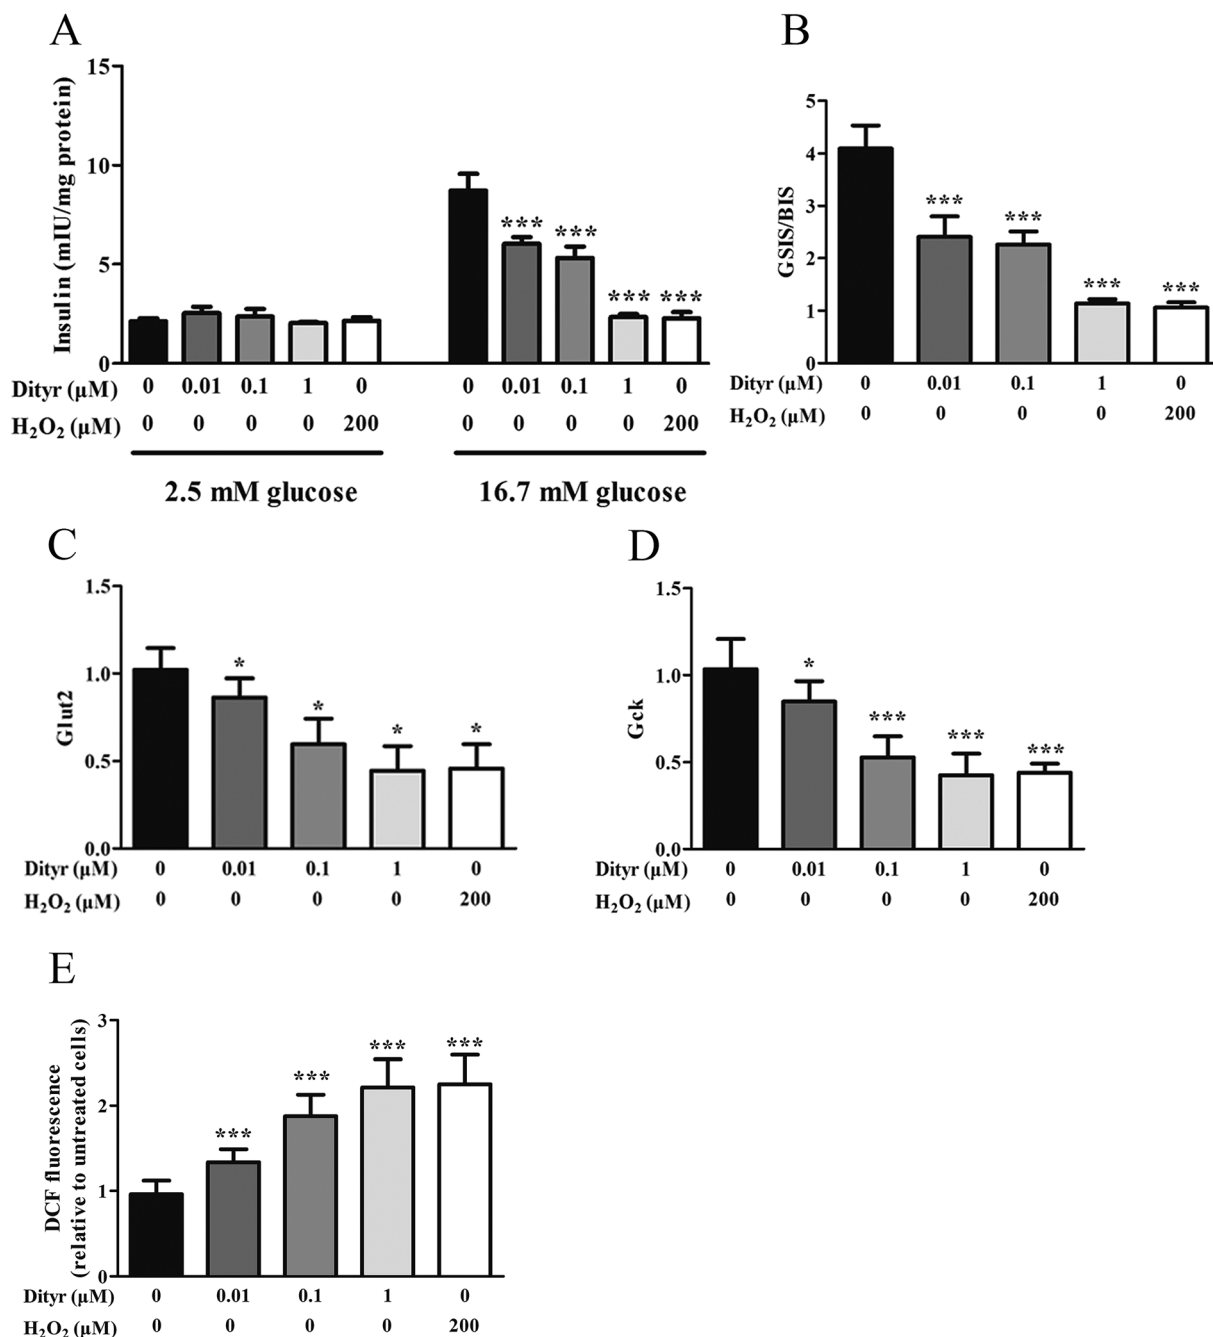 A
Insulin (mIU/mg protein)
15
10
5
0
*** *** *** ***
Dityr (μM) 0 0.01 0.1 1 0 0 0.01 0.1 1 0
H₂O₂ (μM) 0 0 0 0 200 0 0 0 0 200
2.5 mM glucose 16.7 mM glucose
B
GSIS/BIS
5
4
3
2
1
0
*** *** *** ***
Dityr (μM) 0 0.01 0.1 1 0
H₂O₂ (μM) 0 0 0 0 200
C
Glut2
1.5
1.0
0.5
0.0
* * * *
Dityr (μM) 0 0.01 0.1 1 0
H₂O₂ (μM) 0 0 0 0 200
D
Gck
1.5
1.0
0.5
0.0
* *** *** ***
Dityr (μM) 0 0.01 0.1 1 0
H₂O₂ (μM) 0 0 0 0 200
E
DCF fluorescence
(relative to untreated cells)
3
2
1
0
*** *** *** ***
Dityr (μM) 0 0.01 0.1 1 0
H₂O₂ (μM) 0 0 0 0 200